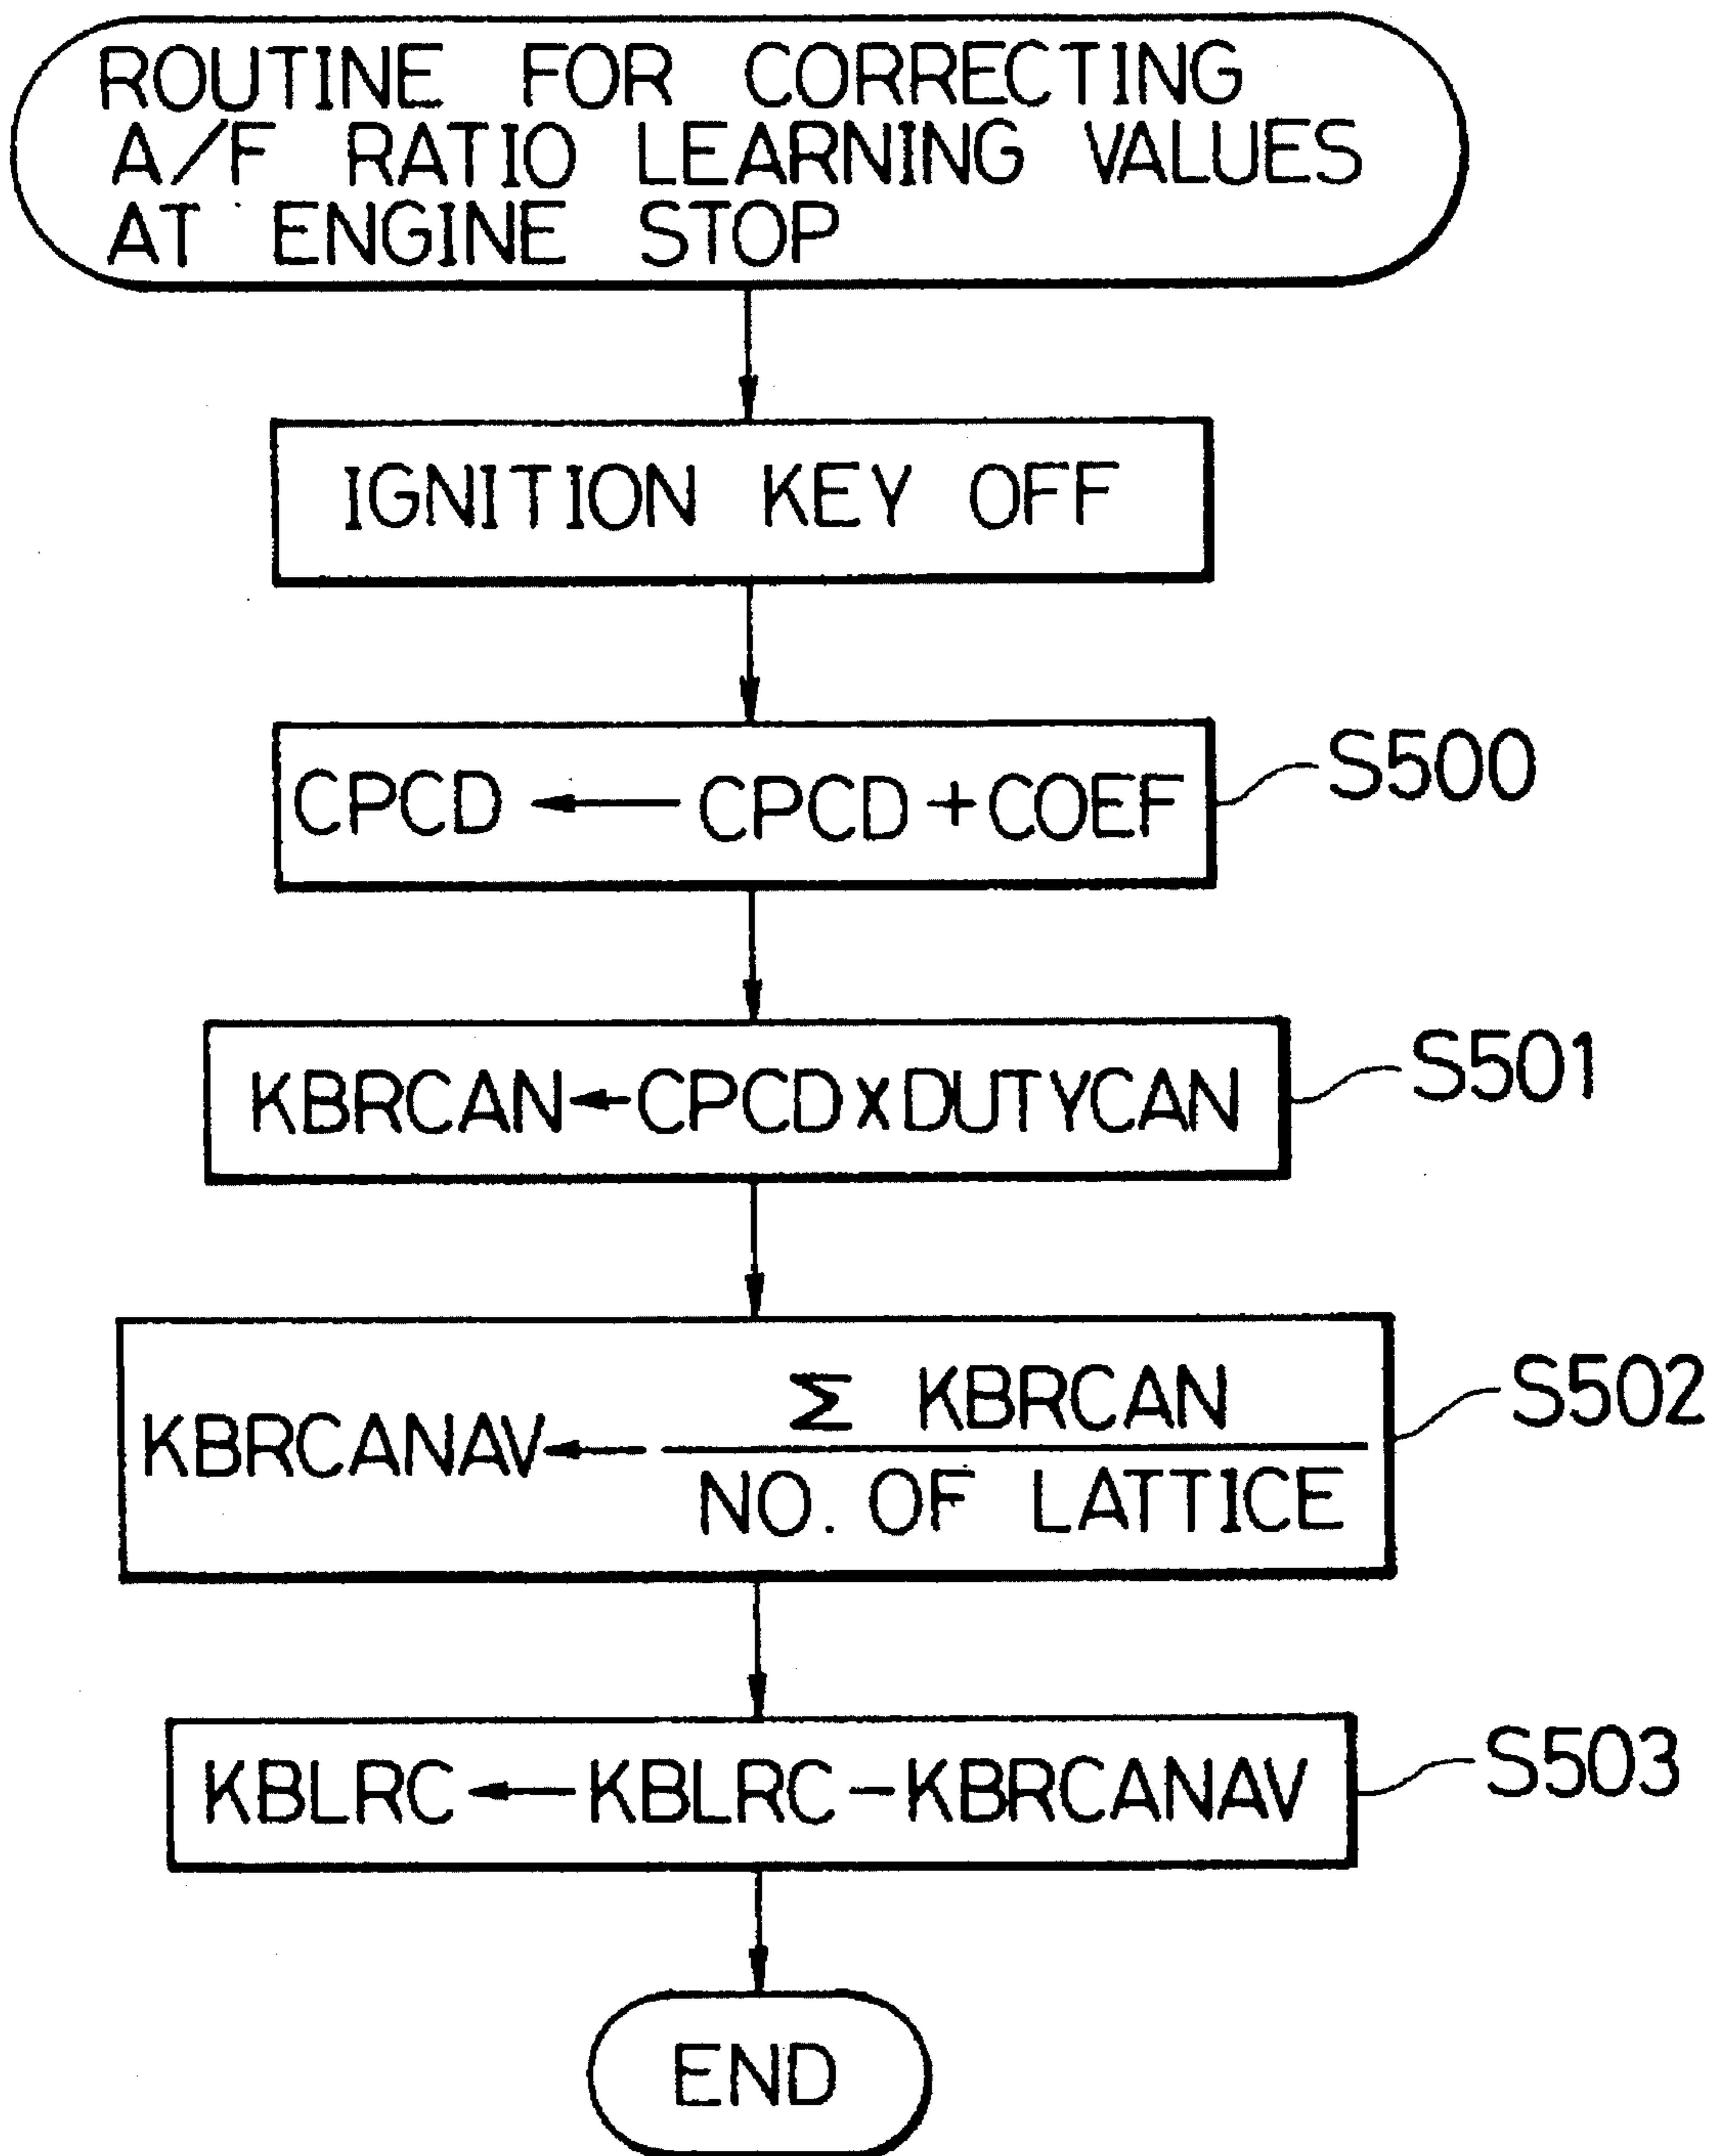 ROUTINE FOR CORRECTING
A/F RATIO LEARNING VALUES
AT ENGINE STOP
IGNITION KEY OFF
CPCD ← CPCD + COEF
S500
KBRCAN ← CPCD x DUTYCAN
S501
KBRCANAV ← Σ KBRCAN
NO. OF LATTICE
S502
KBLRC ← KBLRC - KBRCANAV
S503
END